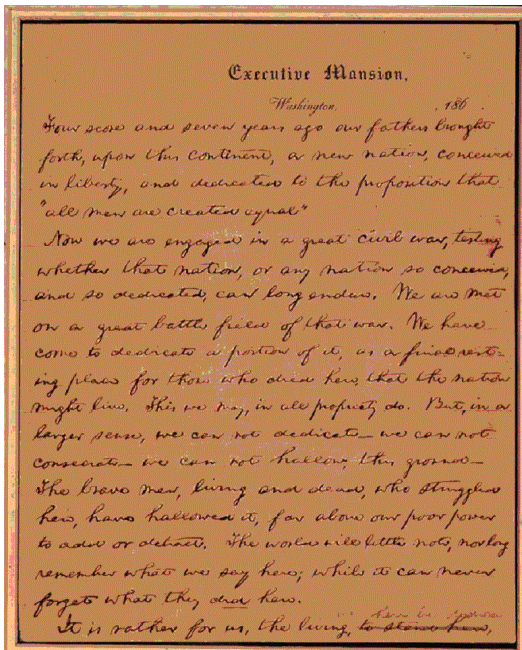 Executive Mansion,
Washington, , 186 .
Four score and seven years ago our fathers brought
forth, upon this continent, a new nation, conceived
in liberty, and dedicated to the proposition that
"all men are created equal"
Now we are engaged in a great civil war, testing
whether that nation, or any nation so conceived,
and so dedicated, can long endure. We are met
on a great battle field of that war. We have
come to dedicate a portion of it, as a final rest-
ing place for those who died here, that the nation
might live. This we may, in all propriety do. But, in a
larger sense, we can not dedicate — we can not
consecrate — we can not hallow, this ground —
The brave men, living and dead, who struggled
here, have hallowed it, far above our poor power
to add or detract. The world will little note, nor long
remember what we say here; while it can never
forget what they did here.
It is rather for us, the living, to stand here,